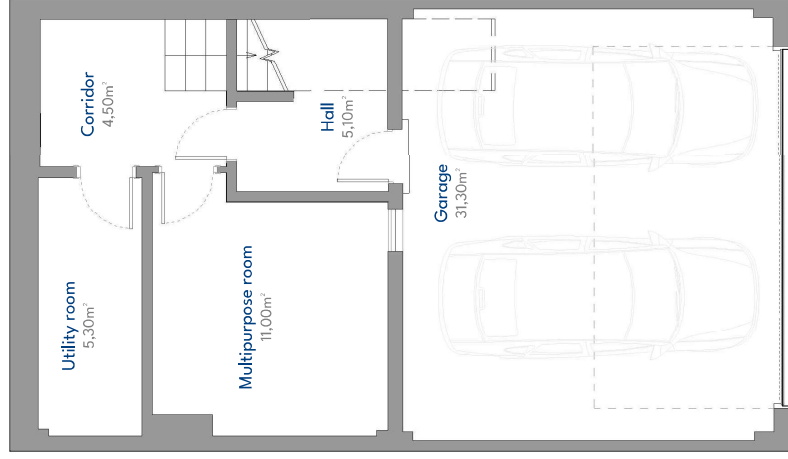 Corridor
4,50m²
Hall
5,10m²
Garage
31,30m²
Utility room
5,30m²
Multipurpose room
11,00m²